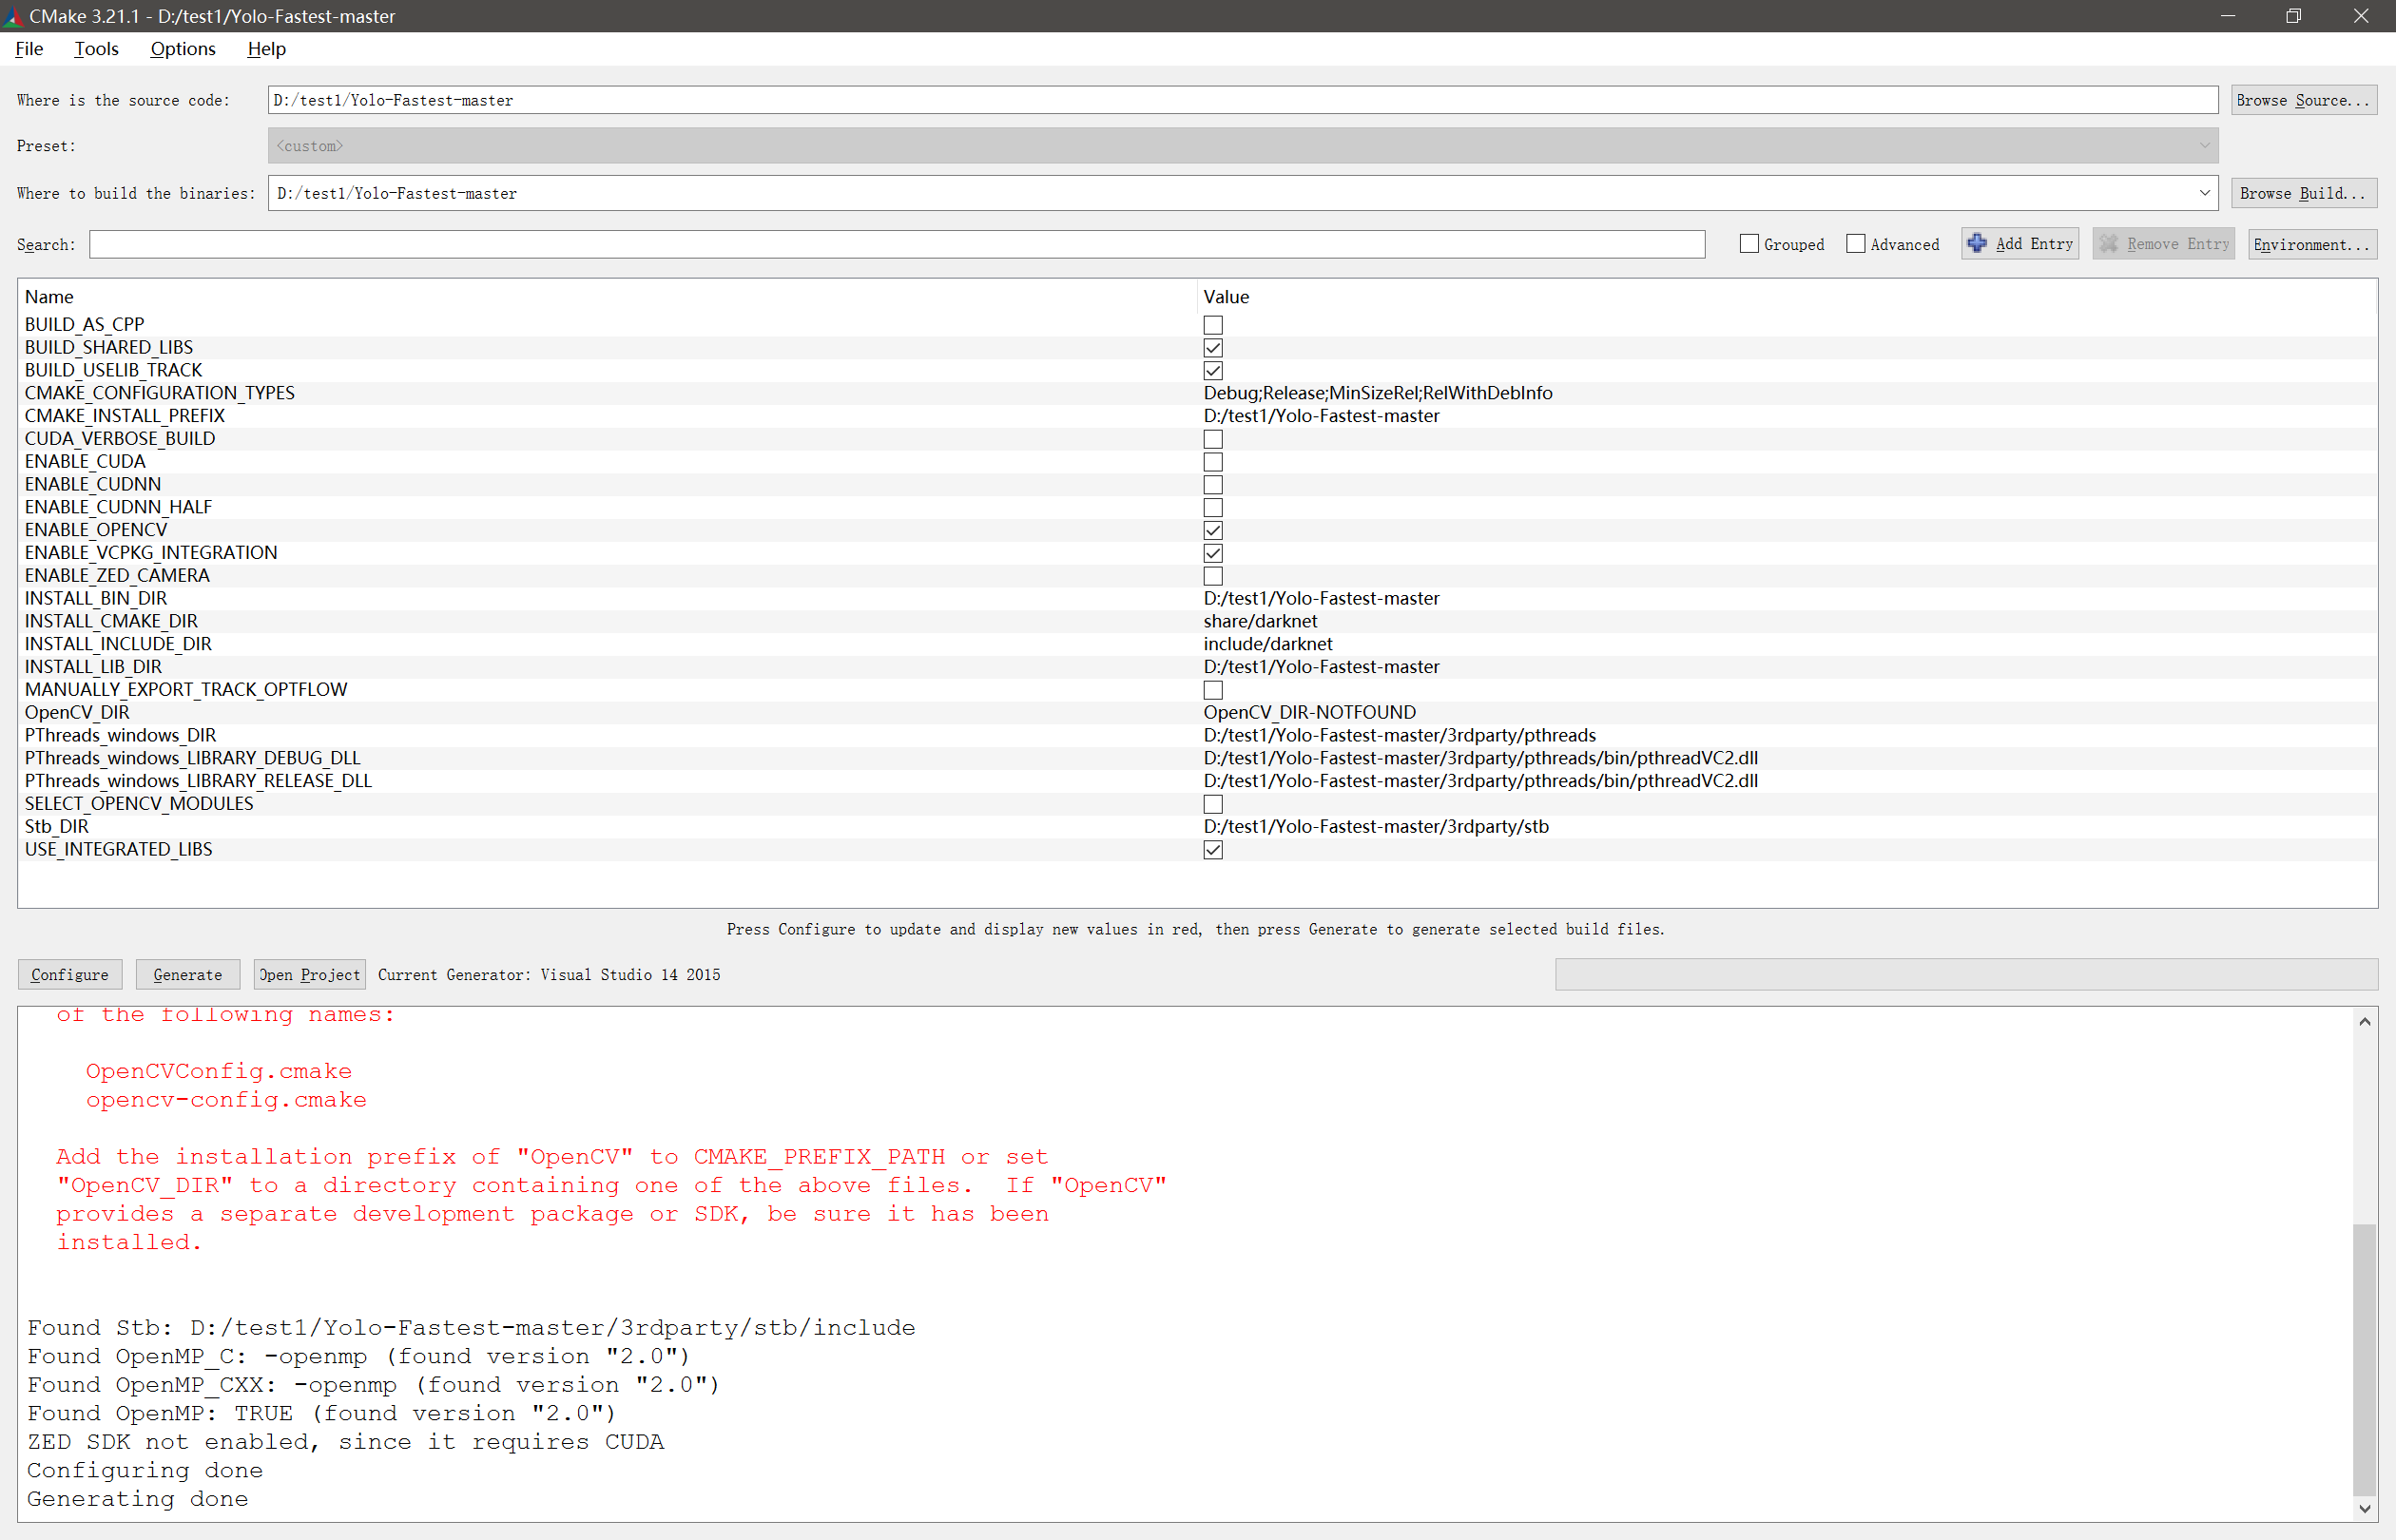 CMake 3.21.1 - D:/test1/Yolo-Fastest-master
File Tools Options Help
Where is the source code: D:/test1/Yolo-Fastest-master Browse Source...
Preset: <custom>
Where to build the binaries: D:/test1/Yolo-Fastest-master Browse Build...
Search: Grouped Advanced Add Entry Remove Entry Environment...
Name Value
BUILD_AS_CPP
BUILD_SHARED_LIBS
BUILD_USELIB_TRACK
CMAKE_CONFIGURATION_TYPES Debug;Release;MinSizeRel;RelWithDebInfo
CMAKE_INSTALL_PREFIX D:/test1/Yolo-Fastest-master
CUDA_VERBOSE_BUILD
ENABLE_CUDA
ENABLE_CUDNN
ENABLE_CUDNN_HALF
ENABLE_OPENCV
ENABLE_VCPKG_INTEGRATION
ENABLE_ZED_CAMERA
INSTALL_BIN_DIR D:/test1/Yolo-Fastest-master
INSTALL_CMAKE_DIR share/darknet
INSTALL_INCLUDE_DIR include/darknet
INSTALL_LIB_DIR D:/test1/Yolo-Fastest-master
MANUALLY_EXPORT_TRACK_OPTFLOW
OpenCV_DIR OpenCV_DIR-NOTFOUND
PThreads_windows_DIR D:/test1/Yolo-Fastest-master/3rdparty/pthreads
PThreads_windows_LIBRARY_DEBUG_DLL D:/test1/Yolo-Fastest-master/3rdparty/pthreads/bin/pthreadVC2.dll
PThreads_windows_LIBRARY_RELEASE_DLL D:/test1/Yolo-Fastest-master/3rdparty/pthreads/bin/pthreadVC2.dll
SELECT_OPENCV_MODULES
Stb_DIR D:/test1/Yolo-Fastest-master/3rdparty/stb
USE_INTEGRATED_LIBS
Press Configure to update and display new values in red, then press Generate to generate selected build files.
Configure Generate Open Project Current Generator: Visual Studio 14 2015
of the following names:
OpenCVConfig.cmake
opencv-config.cmake
Add the installation prefix of "OpenCV" to CMAKE_PREFIX_PATH or set
"OpenCV_DIR" to a directory containing one of the above files. If "OpenCV"
provides a separate development package or SDK, be sure it has been
installed.
Found Stb: D:/test1/Yolo-Fastest-master/3rdparty/stb/include
Found OpenMP_C: -openmp (found version "2.0")
Found OpenMP_CXX: -openmp (found version "2.0")
Found OpenMP: TRUE (found version "2.0")
ZED SDK not enabled, since it requires CUDA
Configuring done
Generating done